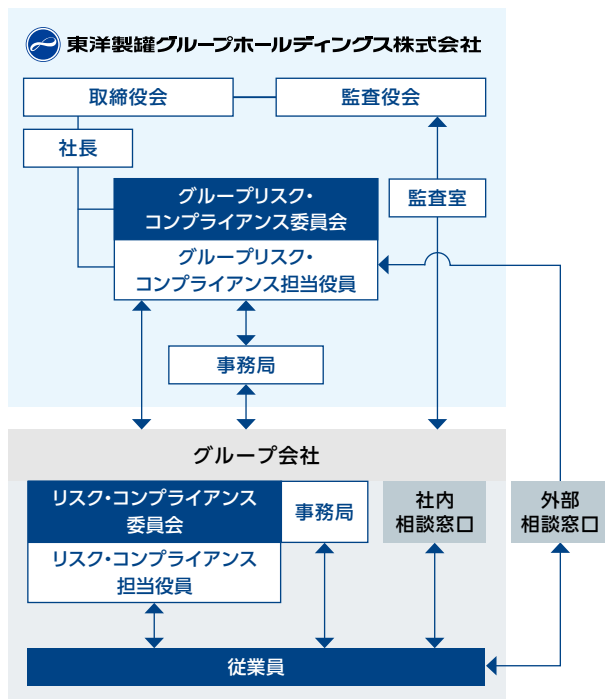 東洋製罐グループホールディングス株式会社
取締役会
監査役会
社長
グループリスク・
コンプライアンス委員会
監査室
グループリスク・
コンプライアンス担当役員
事務局
グループ会社
リスク・コンプライアンス
委員会
事務局
社内
相談窓口
外部
相談窓口
リスク・コンプライアンス
担当役員
従業員